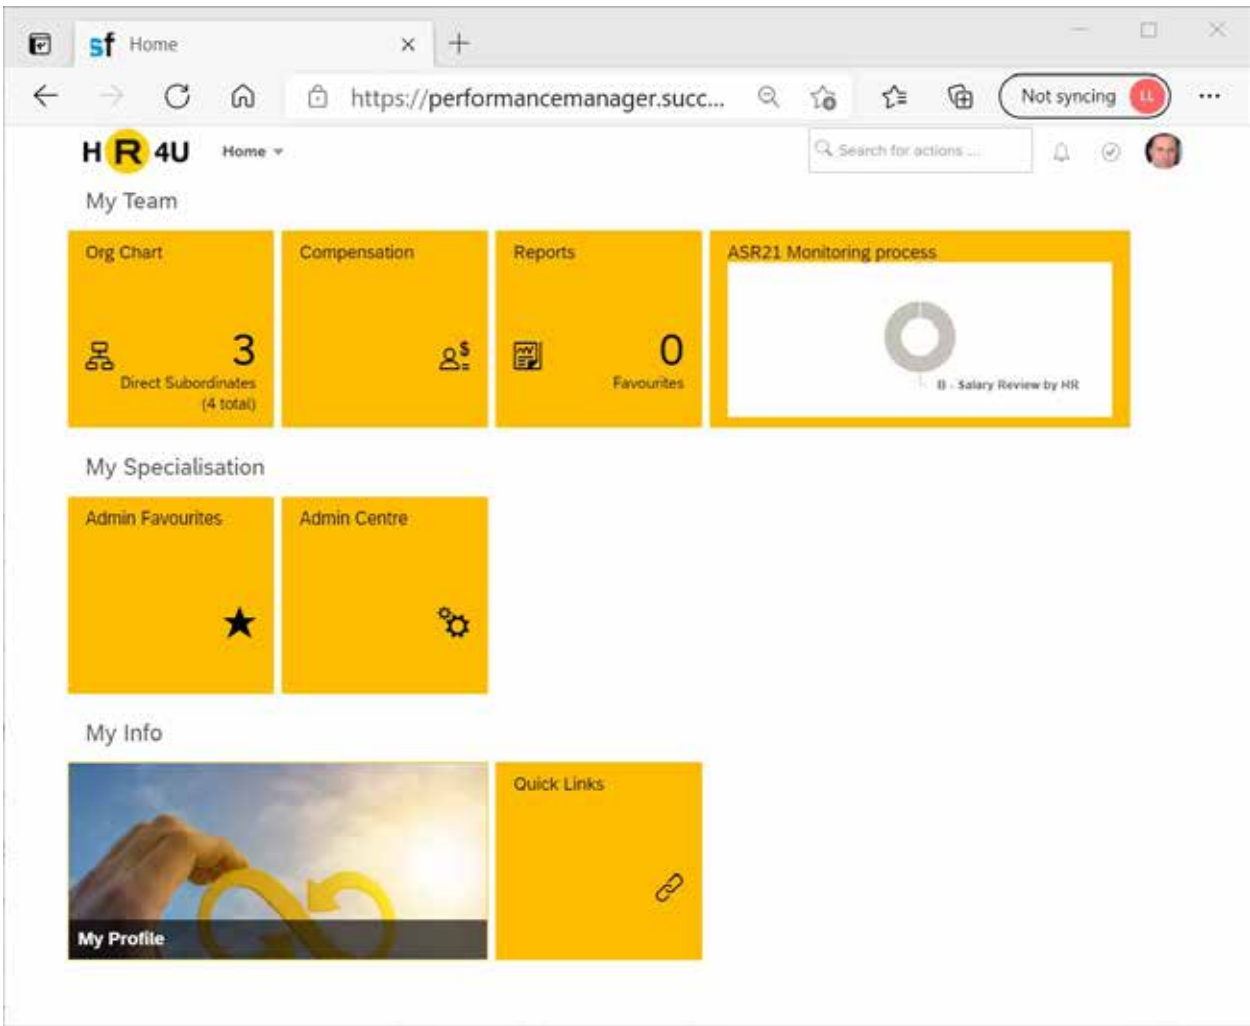 sf Home
https://performancemanager.succ...
Not syncing LL
HR4U Home
Search for actions ...
My Team
Org Chart
3
Direct Subordinates
(4 total)
Compensation
Reports
0
Favourites
ASR21 Monitoring process
B - Salary Review by HR
My Specialisation
Admin Favourites
Admin Centre
My Info
My Profile
Quick Links